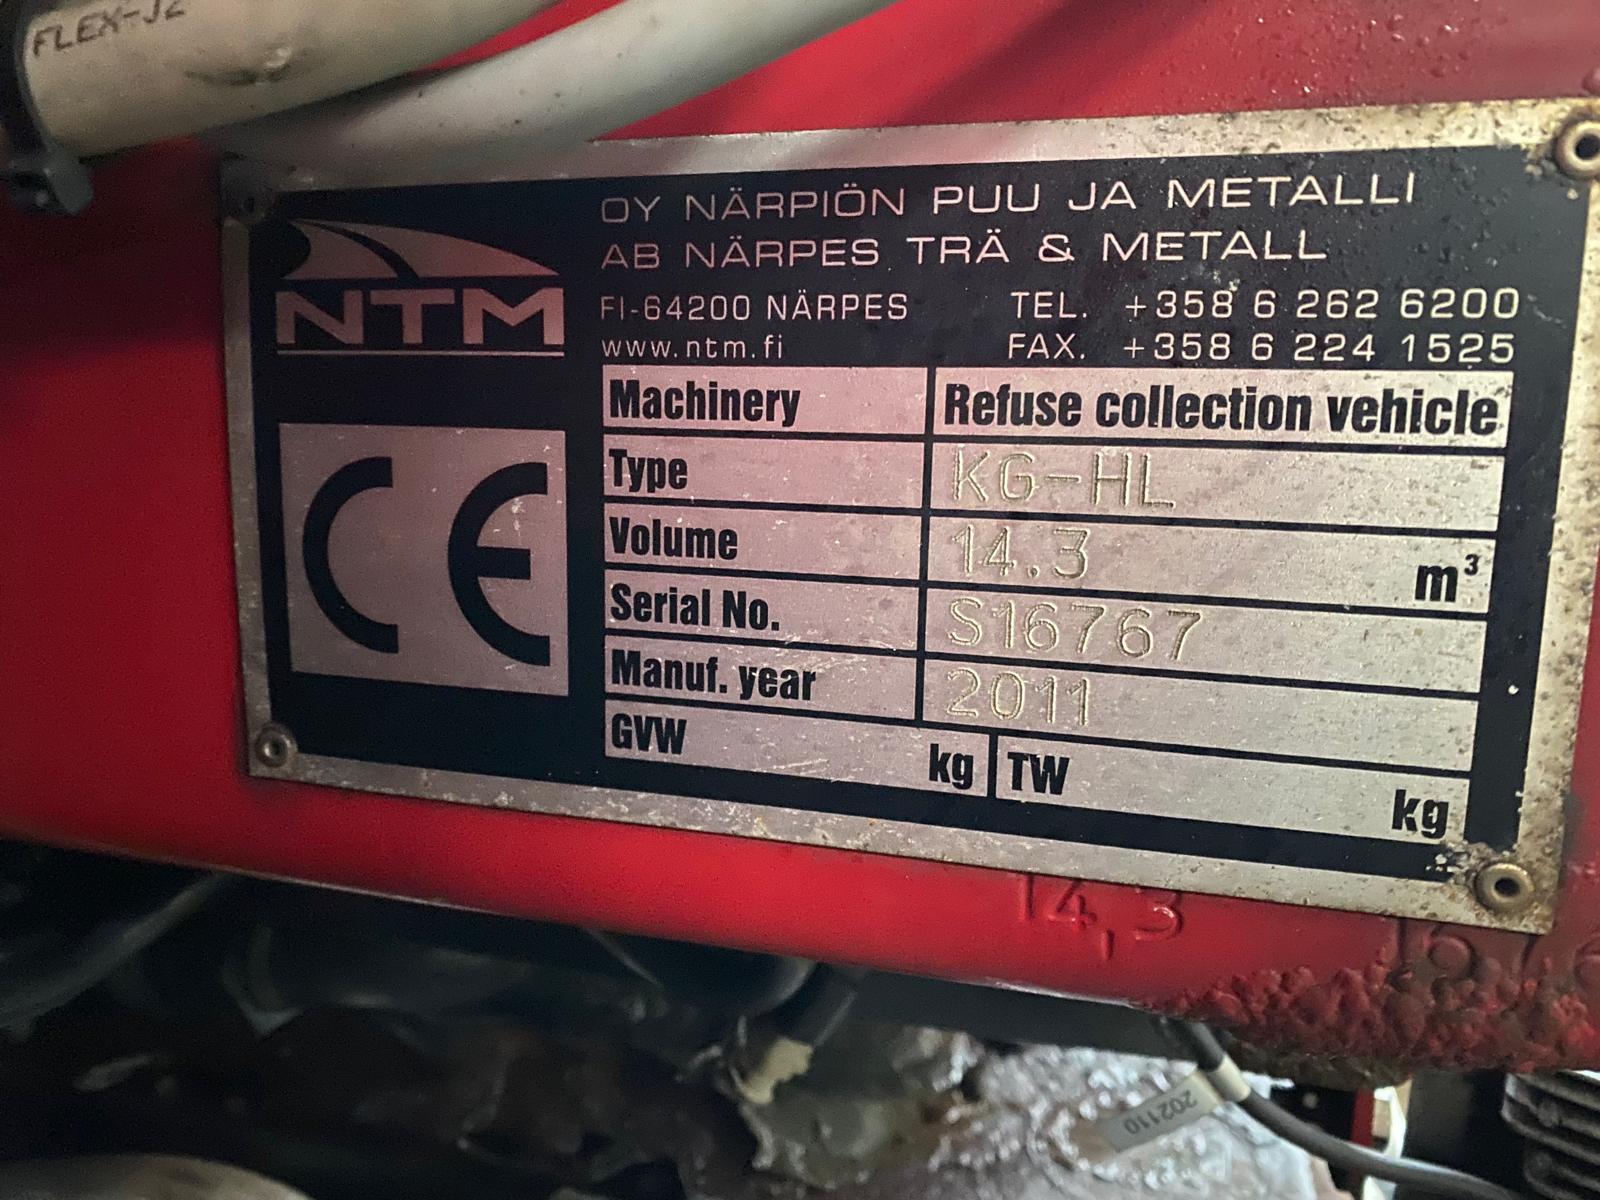 FLEX-J2
OY NÄRPIÖN PUU JA METALLI
AB NÄRPES TRÄ & METALL
FI-64200 NÄRPES TEL. +358 6 262 6200
www.ntm.fi FAX. +358 6 224 1525
NTM
CE
Machinery Refuse collection vehicle
Type KG-HL
Volume 14.3 m³
Serial No. S16767
Manuf. year 2011
GVW kg TW kg
14,3
202110